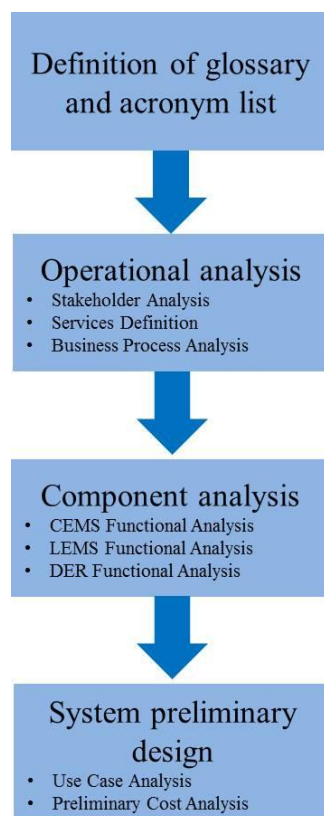 Definition of glossary
and acronym list
Operational analysis
• Stakeholder Analysis
• Services Definition
• Business Process Analysis
Component analysis
• CEMS Functional Analysis
• LEMS Functional Analysis
• DER Functional Analysis
System preliminary
design
• Use Case Analysis
• Preliminary Cost Analysis